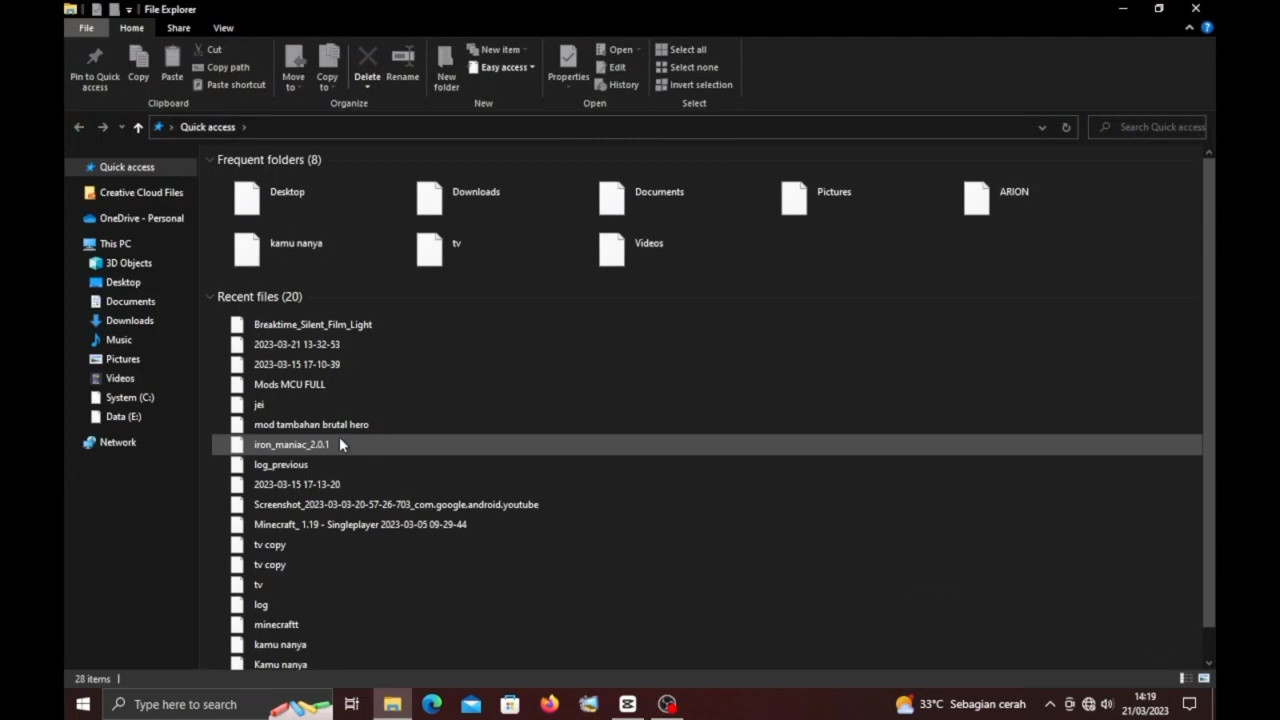 File Explorer
File Home Share View
Pin to Quick access
Copy
Paste
Cut
Copy path
Paste shortcut
Clipboard
Move to
Copy to
Delete
Rename
Organize
New folder
New item
Easy access
New
Properties
Open
Edit
History
Open
Select all
Select none
Invert selection
Select
Quick access
Search Quick access
Quick access
Creative Cloud Files
OneDrive - Personal
This PC
3D Objects
Desktop
Documents
Downloads
Music
Pictures
Videos
System (C:)
Data (E:)
Network
Frequent folders (8)
Desktop
Downloads
Documents
Pictures
ARION
kamu nanya
tv
Videos
Recent files (20)
Breaktime_Silent_Film_Light
2023-03-21 13-32-53
2023-03-15 17-10-39
Mods MCU FULL
jei
mod tambahan brutal hero
iron_maniac_2.0.1
log_previous
2023-03-15 17-13-20
Screenshot_2023-03-03-20-57-26-703_com.google.android.youtube
Minecraft_ 1.19 - Singleplayer 2023-03-05 09-29-44
tv copy
tv copy
tv
log
minecraftt
kamu nanya
Kamu nanya
28 items
Type here to search
33°C Sebagian cerah
14:19
21/03/2023